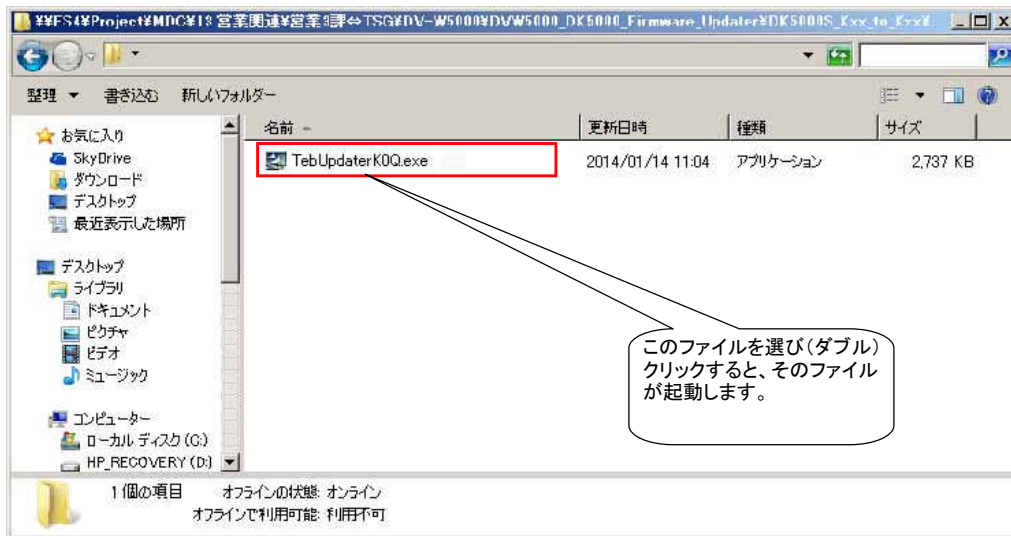 ¥¥FS4¥Project¥MDC¥13 営業関連¥営業3課⇔TSG¥DV-W5000¥DVW5000_DK5000_Firmware_Updater¥DK5000S_Kxx_to_Kyy¥
整理 書き込む 新しいフォルダー
名前 更新日時 種類 サイズ
TebUpdaterK0Q.exe 2014/01/14 11:04 アプリケーション 2,737 KB
お気に入り
SkyDrive
ダウンロード
デスクトップ
最近表示した場所
デスクトップ
ライブラリ
ドキュメント
ピクチャ
ビデオ
ミュージック
コンピューター
ローカル ディスク (C:)
HP_RECOVERY (D:)
このファイルを選び(ダブル)
クリックすると、そのファイル
が起動します。
1 個の項目 オフラインの状態: オンライン
オフラインで利用可能: 利用不可